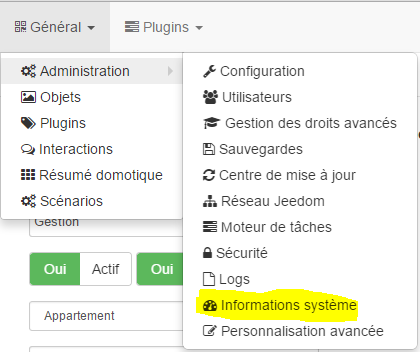 Général
Plugins
Administration
Objets
Plugins
Interactions
Résumé domotique
Scénarios
Configuration
Utilisateurs
Gestion des droits avancés
Sauvegardes
Centre de mise à jour
Réseau Jeedom
Moteur de tâches
Sécurité
Logs
Informations système
Personnalisation avancée
Gestion
Oui Actif Oui
Appartement